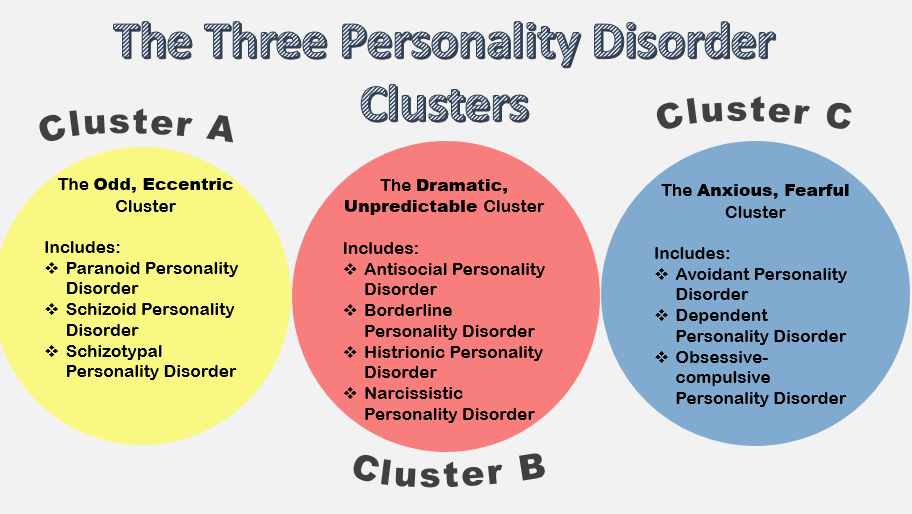 The Three Personality Disorder
Clusters
Cluster A
The Odd, Eccentric
Cluster
Includes:
❖ Paranoid Personality
Disorder
❖ Schizoid Personality
Disorder
❖ Schizotypal
Personality Disorder
The Dramatic,
Unpredictable Cluster
Includes:
❖ Antisocial Personality
Disorder
❖ Borderline
Personality Disorder
❖ Histrionic Personality
Disorder
❖ Narcissistic
Personality Disorder
Cluster B
Cluster C
The Anxious, Fearful
Cluster
Includes:
❖ Avoidant Personality
Disorder
❖ Dependent
Personality Disorder
❖ Obsessive-
compulsive
Personality Disorder